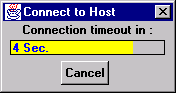 Connect to Host
Connection timeout in :
4 Sec.
Cancel